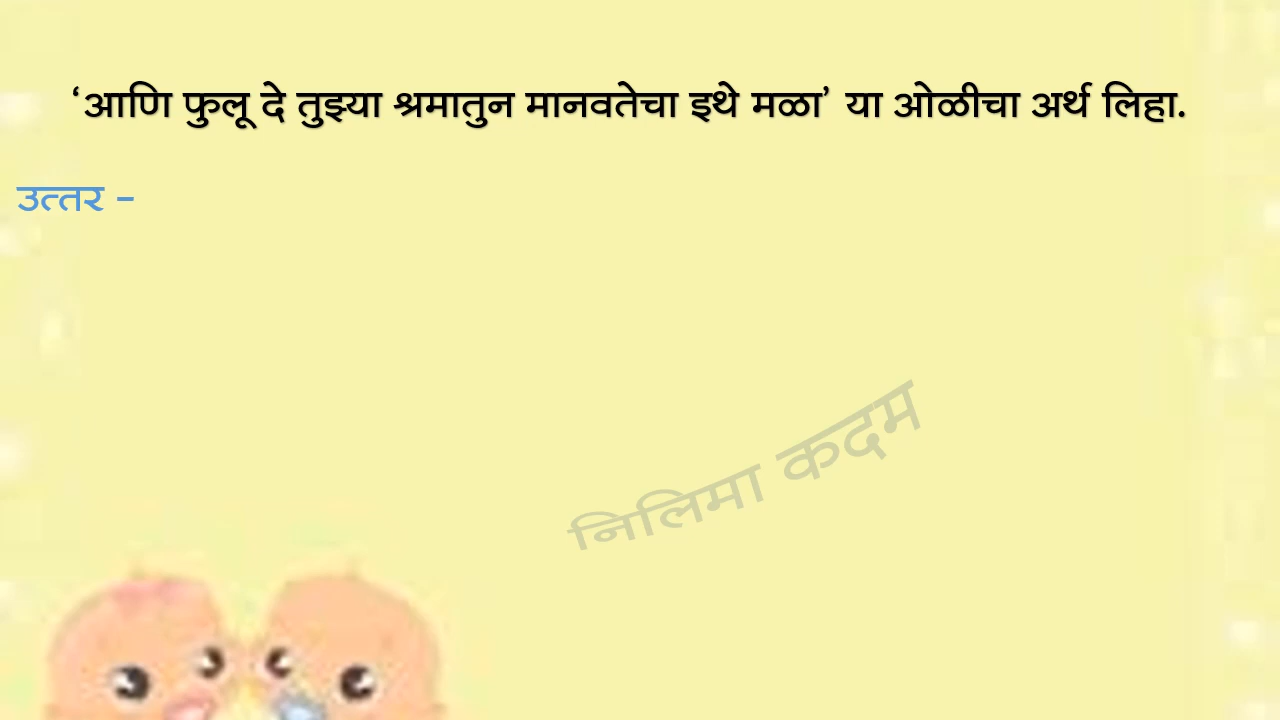 ‘आणि फुलू दे तुझ्या श्रमातुन मानवतेचा इथे मळा’ या ओळीचा अर्थ लिहा.
उत्तर –
निलिमा कदम